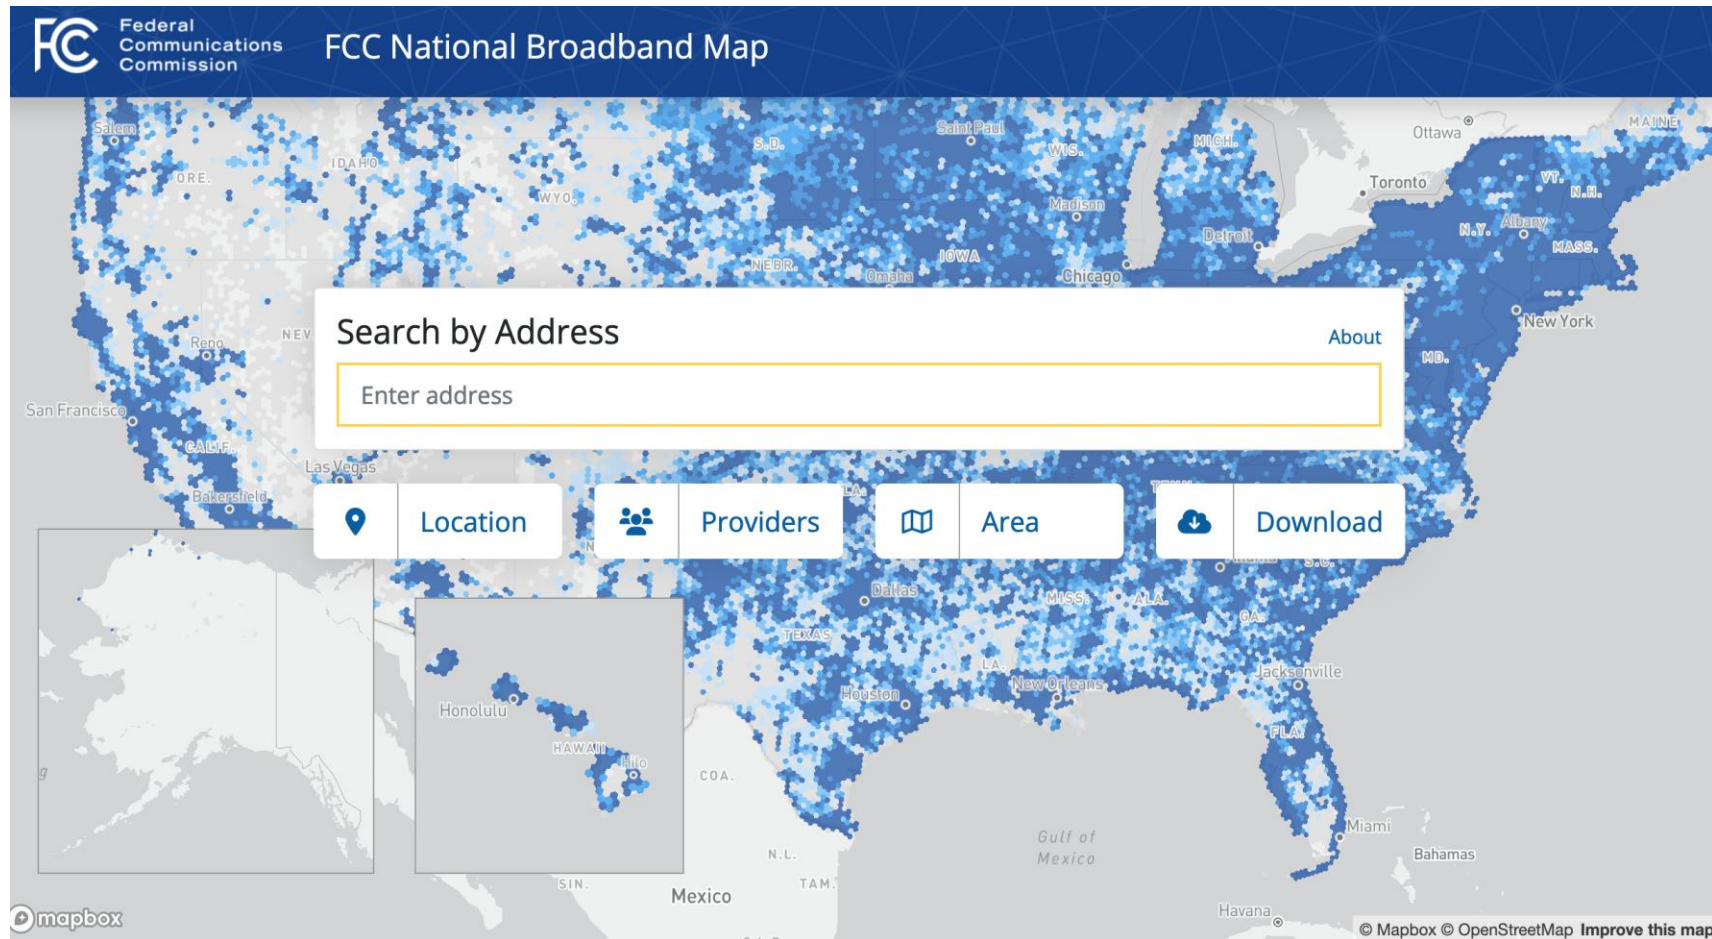 Federal
Communications
Commission
FCC
FCC National Broadband Map
Salem
ORE.
IDAHO
WYO.
S.D.
Saint Paul
WIS.
Madison
MICH.
Detroit
Ottawa
Toronto
MAINE
VT.
N.H.
N.Y.
Albany
MASS.
NEBR.
Omaha
IOWA
Chicago
New York
MD.
Reno
NEV
San Francisco
CALIF.
Las Vegas
Bakersfield
Search by Address
About
Enter address
Location
Providers
Area
Download
S.C.
Dallas
TEXAS
MISS.
ALA.
GA.
LA.
Houston
New Orleans
Jacksonville
FLA.
Miami
Bahamas
Honolulu
HAWAII
Hilo
COA.
N.L.
TAM.
SIN.
Mexico
Gulf of
Mexico
Havana
mapbox
© Mapbox © OpenStreetMap Improve this map